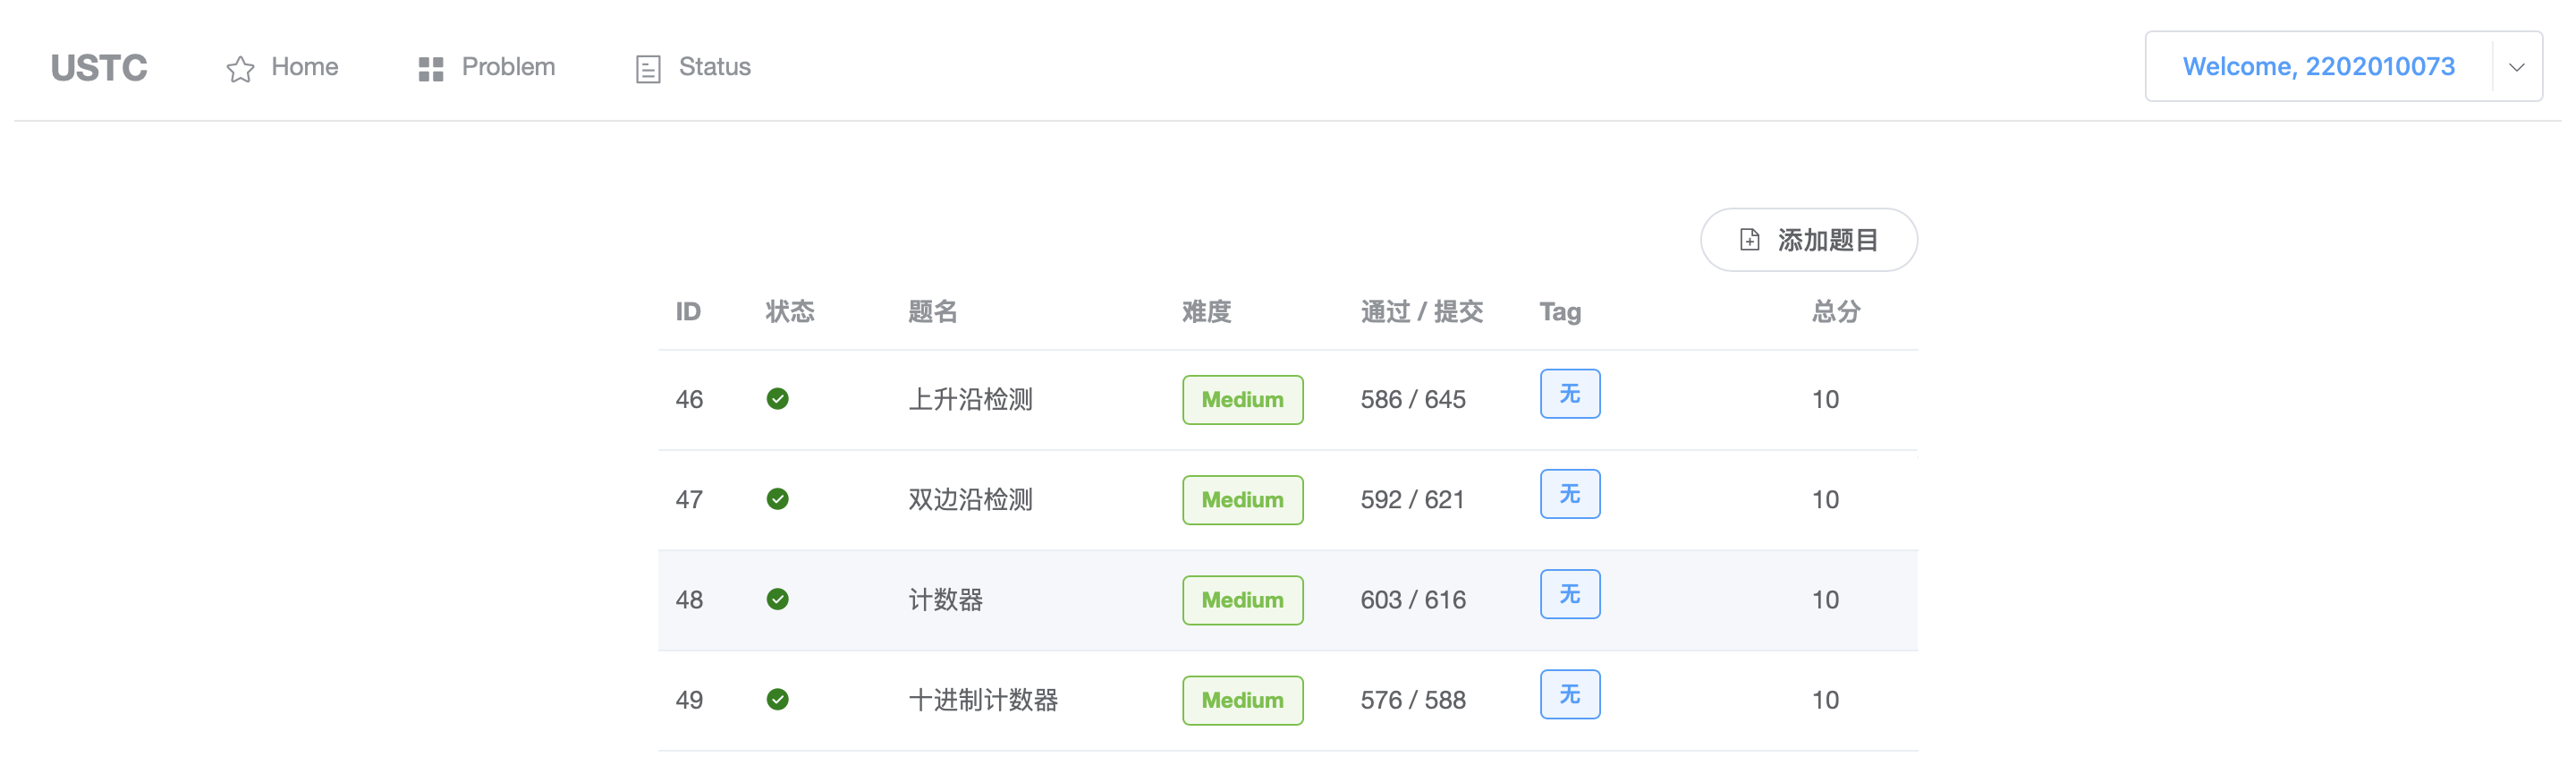 USTC Home Problem Status Welcome, 2202010073
添加题目
ID 状态 题名 难度 通过 / 提交 Tag 总分
46 上升沿检测 Medium 586 / 645 无 10
47 双边沿检测 Medium 592 / 621 无 10
48 计数器 Medium 603 / 616 无 10
49 十进制计数器 Medium 576 / 588 无 10